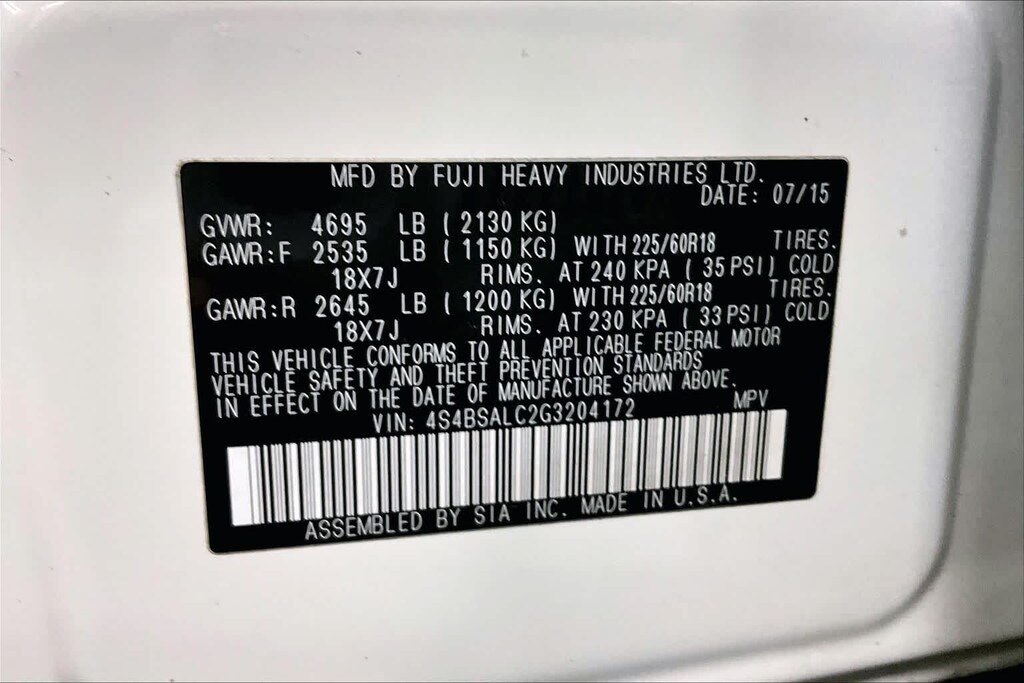 MFD BY FUJI HEAVY INDUSTRIES LTD.
DATE: 07/15
GVWR: 4695 LB ( 2130 KG)
GAWR:F 2535 LB ( 1150 KG) WITH 225/60R18 TIRES.
18X7J RIMS. AT 240 KPA ( 35 PSI) COLD
GAWR:R 2645 LB ( 1200 KG) WITH 225/60R18 TIRES.
18X7J RIMS. AT 230 KPA ( 33 PSI) COLD
THIS VEHICLE CONFORMS TO ALL APPLICABLE FEDERAL MOTOR
VEHICLE SAFETY AND THEFT PREVENTION STANDARDS
IN EFFECT ON THE DATE OF MANUFACTURE SHOWN ABOVE.
VIN: 4S4BSALC2G3204172 MPV
ASSEMBLED BY SIA INC. MADE IN U.S.A.